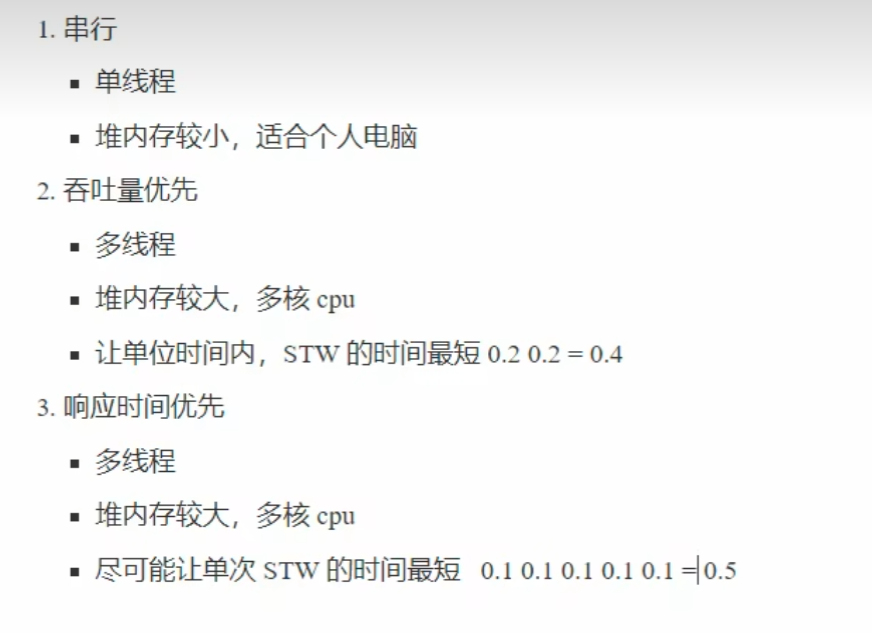 1. 串行
▪ 单线程
▪ 堆内存较小，适合个人电脑
2. 吞吐量优先
▪ 多线程
▪ 堆内存较大，多核 cpu
▪ 让单位时间内，STW 的时间最短 0.2 0.2 = 0.4
3. 响应时间优先
▪ 多线程
▪ 堆内存较大，多核 cpu
▪ 尽可能让单次 STW 的时间最短 0.1 0.1 0.1 0.1 0.1 = 0.5